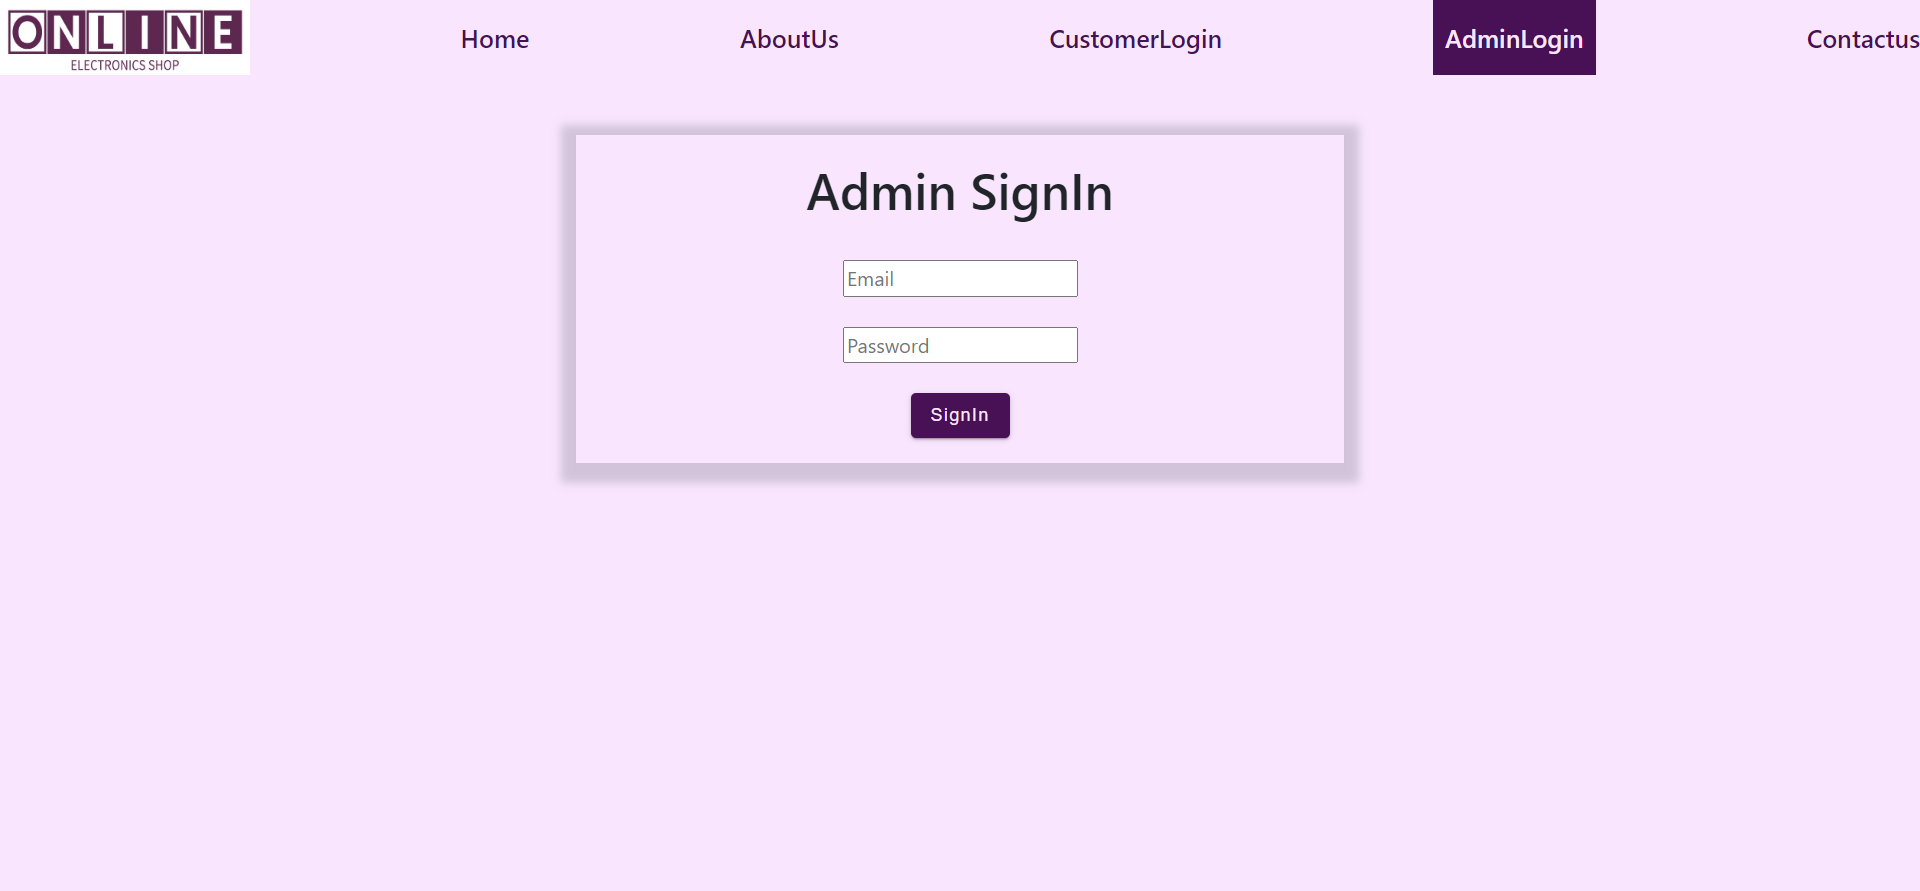 ONLINE
ELECTRONICS SHOP
Home
AboutUs
CustomerLogin
AdminLogin
Contactus
Admin SignIn
Email
Password
SignIn